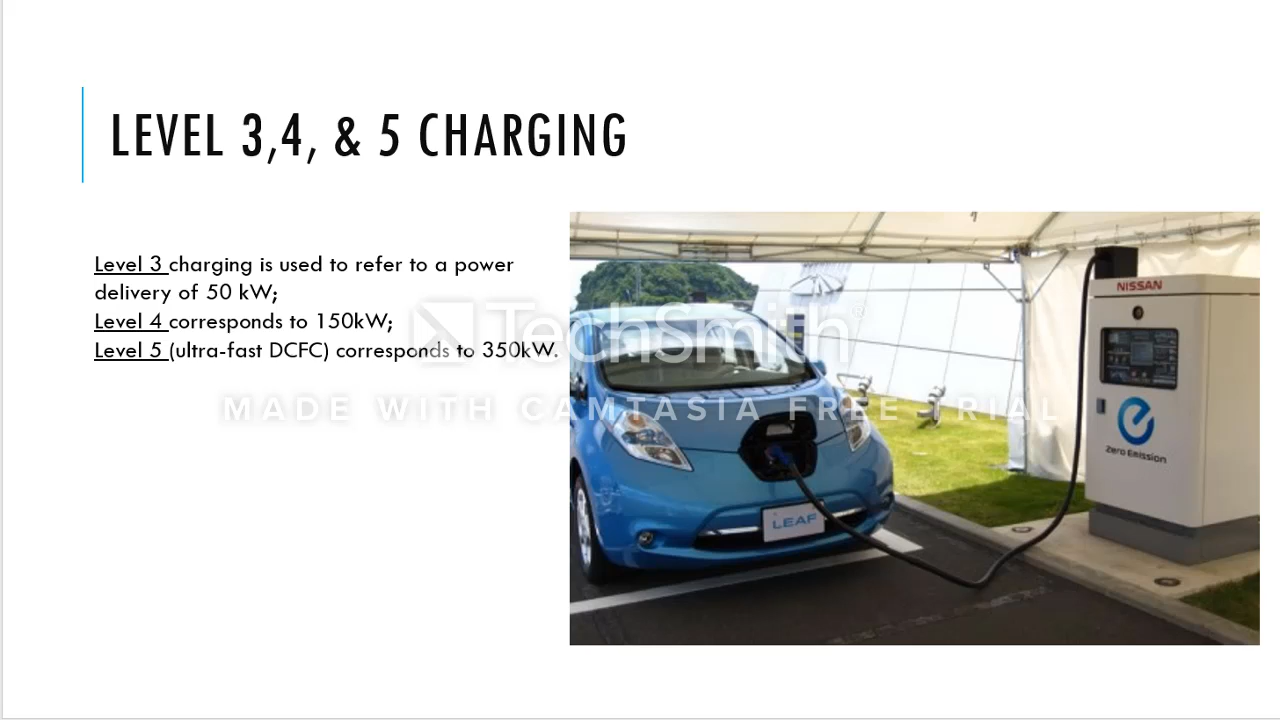 LEVEL 3,4, & 5 CHARGING
Level 3 charging is used to refer to a power
delivery of 50 kW;
Level 4 corresponds to 150kW;
Level 5 (ultra-fast DCFC) corresponds to 350kW.
TechSmith®
MADE WITH CAMTASIA FREE TRIAL
NISSAN
Zero Emission
LEAF